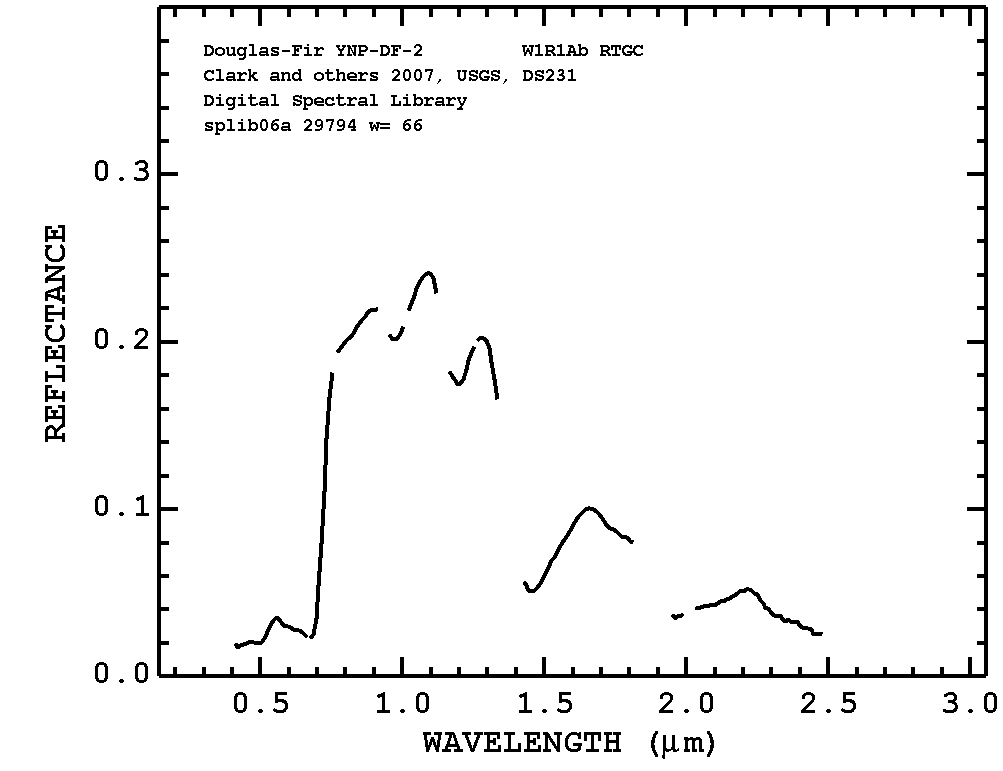 Douglas-Fir YNP-DF-2 W1R1Ab RTGC
Clark and others 2007, USGS, DS231
Digital Spectral Library
splib06a 29794 w= 66
0.3
0.2
0.1
0.0
REFLECTANCE
0.5 1.0 1.5 2.0 2.5 3.0
WAVELENGTH (μm)